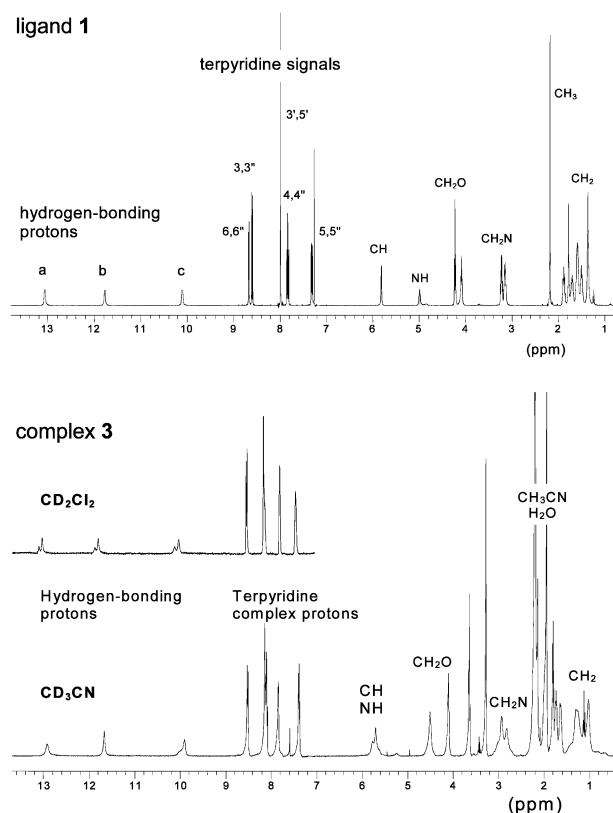 ligand 1
terpyridine signals
3',5'
CH₃
3,3"
4,4"
CH₂O
CH₂
hydrogen-bonding
protons
6,6"
5,5"
CH
CH₂N
a b c
NH
13 12 11 10 9 8 7 6 5 4 3 2 1
(ppm)
complex 3
CD₂Cl₂
CH₃CN
H₂O
Hydrogen-bonding
protons
Terpyridine
complex protons
CH₂O
CH₂
CD₃CN
CH
NH
CH₂N
13 12 11 10 9 8 7 6 5 4 3 2 1
(ppm)